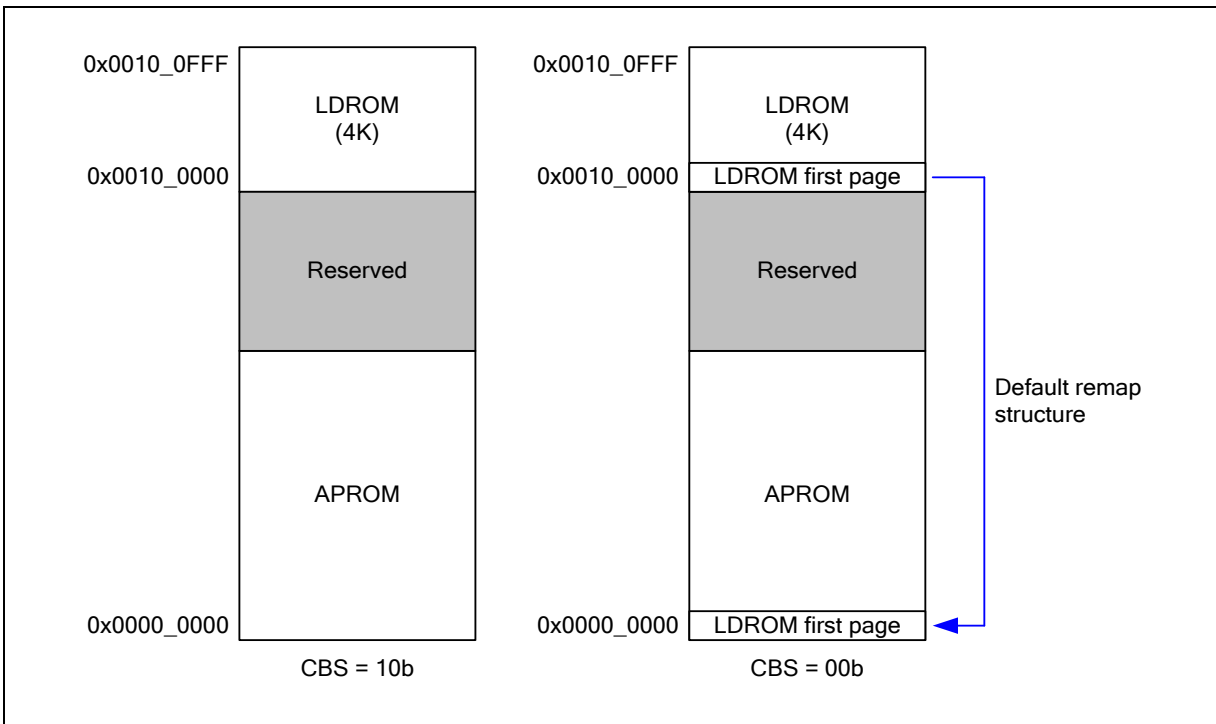 0x0010_0FFF
LDROM
(4K)
0x0010_0000
Reserved
APROM
0x0000_0000
CBS = 10b
0x0010_0FFF
LDROM
(4K)
0x0010_0000
LDROM first page
Reserved
Default remap
structure
APROM
0x0000_0000
LDROM first page
CBS = 00b